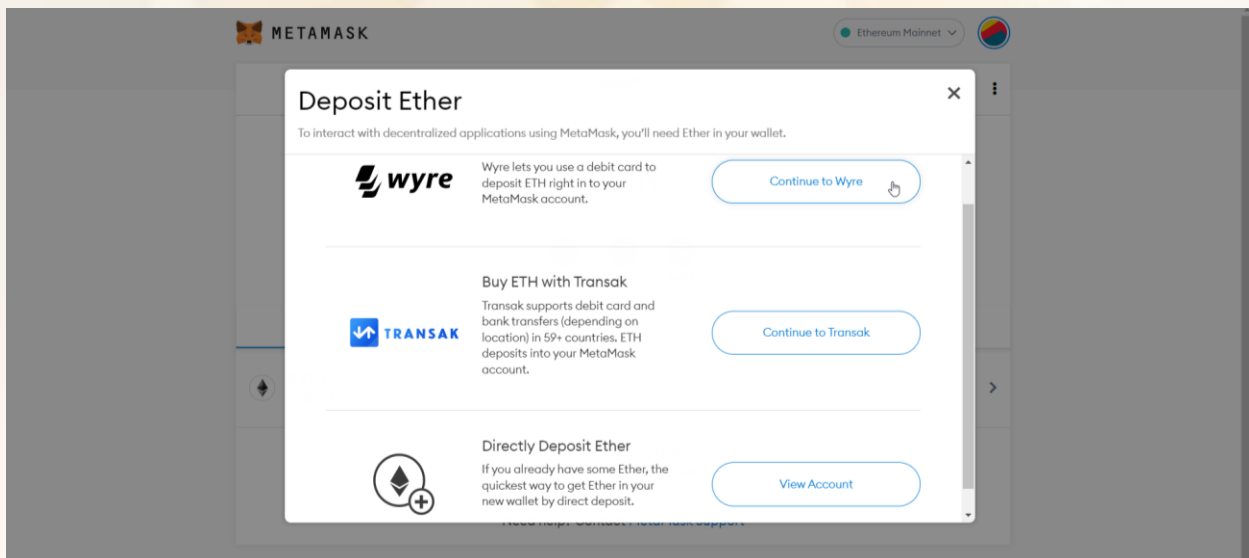 METAMASK
Ethereum Mainnet
Deposit Ether
To interact with decentralized applications using MetaMask, you'll need Ether in your wallet.
wyre
Wyre lets you use a debit card to
deposit ETH right in to your
MetaMask account.
Continue to Wyre
Buy ETH with Transak
TRANSAK
Transak supports debit card and
bank transfers (depending on
location) in 59+ countries. ETH
deposits into your MetaMask
account.
Continue to Transak
Directly Deposit Ether
If you already have some Ether, the
quickest way to get Ether in your
new wallet by direct deposit.
View Account
Need help? Contact MetaMask Support